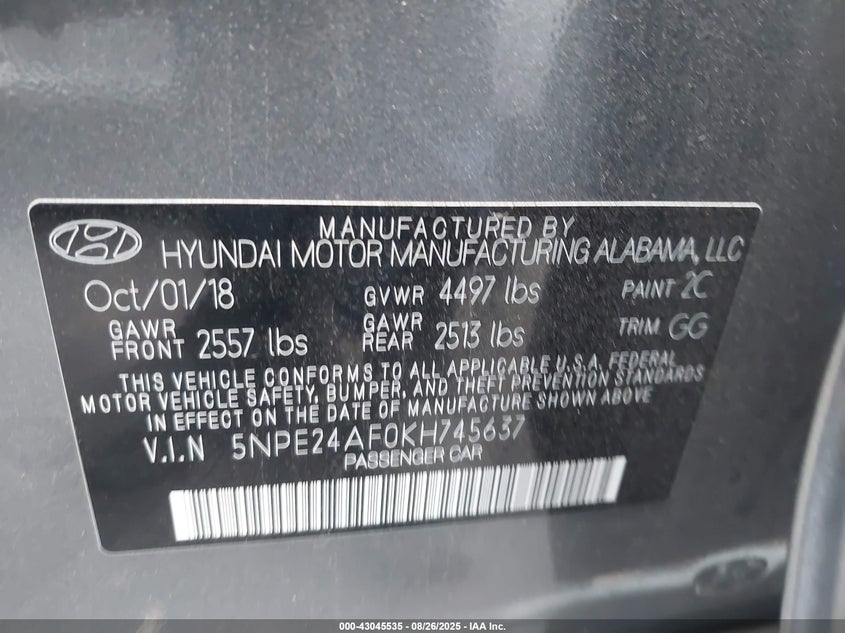 MANUFACTURED BY
HYUNDAI MOTOR MANUFACTURING ALABAMA, LLC
Oct/01/18 GVWR 4497 lbs PAINT 2C
GAWR FRONT 2557 lbs GAWR REAR 2513 lbs TRIM GG
THIS VEHICLE CONFORMS TO ALL APPLICABLE U.S.A. FEDERAL
MOTOR VEHICLE SAFETY, BUMPER, AND THEFT PREVENTION STANDARDS
IN EFFECT ON THE DATE OF MANUFACTURE SHOWN ABOVE
V.I.N 5NPE24AF0KH745637
PASSENGER CAR
000-43045535 - 08/26/2025 - IAA Inc.